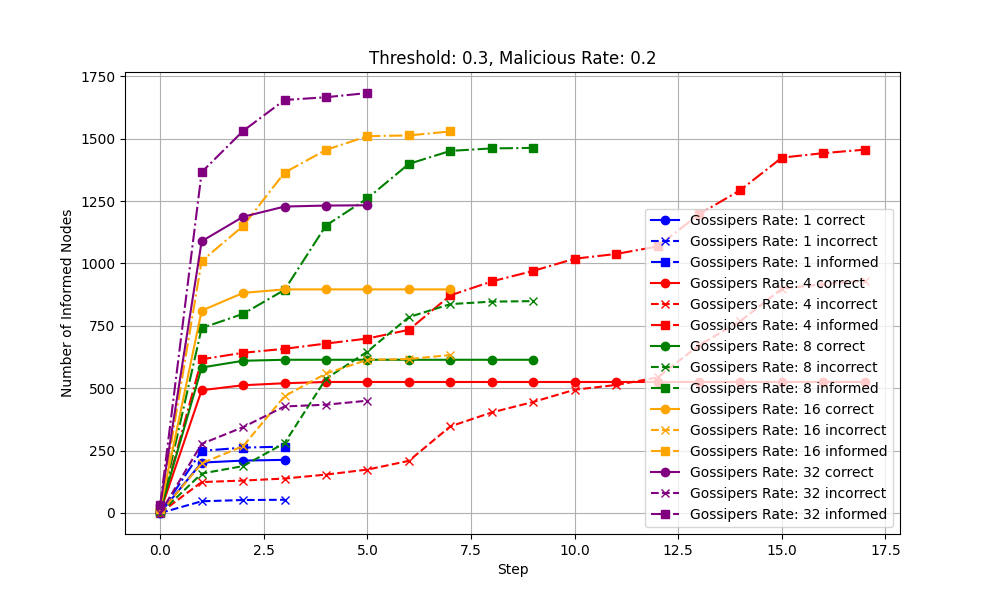 Threshold: 0.3, Malicious Rate: 0.2
Number of Informed Nodes
1750
1500
1250
1000
750
500
250
0
0.0
2.5
5.0
7.5
10.0
12.5
15.0
17.5
Step
Gossipers Rate: 1 correct
Gossipers Rate: 1 incorrect
Gossipers Rate: 1 informed
Gossipers Rate: 4 correct
Gossipers Rate: 4 incorrect
Gossipers Rate: 4 informed
Gossipers Rate: 8 correct
Gossipers Rate: 8 incorrect
Gossipers Rate: 8 informed
Gossipers Rate: 16 correct
Gossipers Rate: 16 incorrect
Gossipers Rate: 16 informed
Gossipers Rate: 32 correct
Gossipers Rate: 32 incorrect
Gossipers Rate: 32 informed